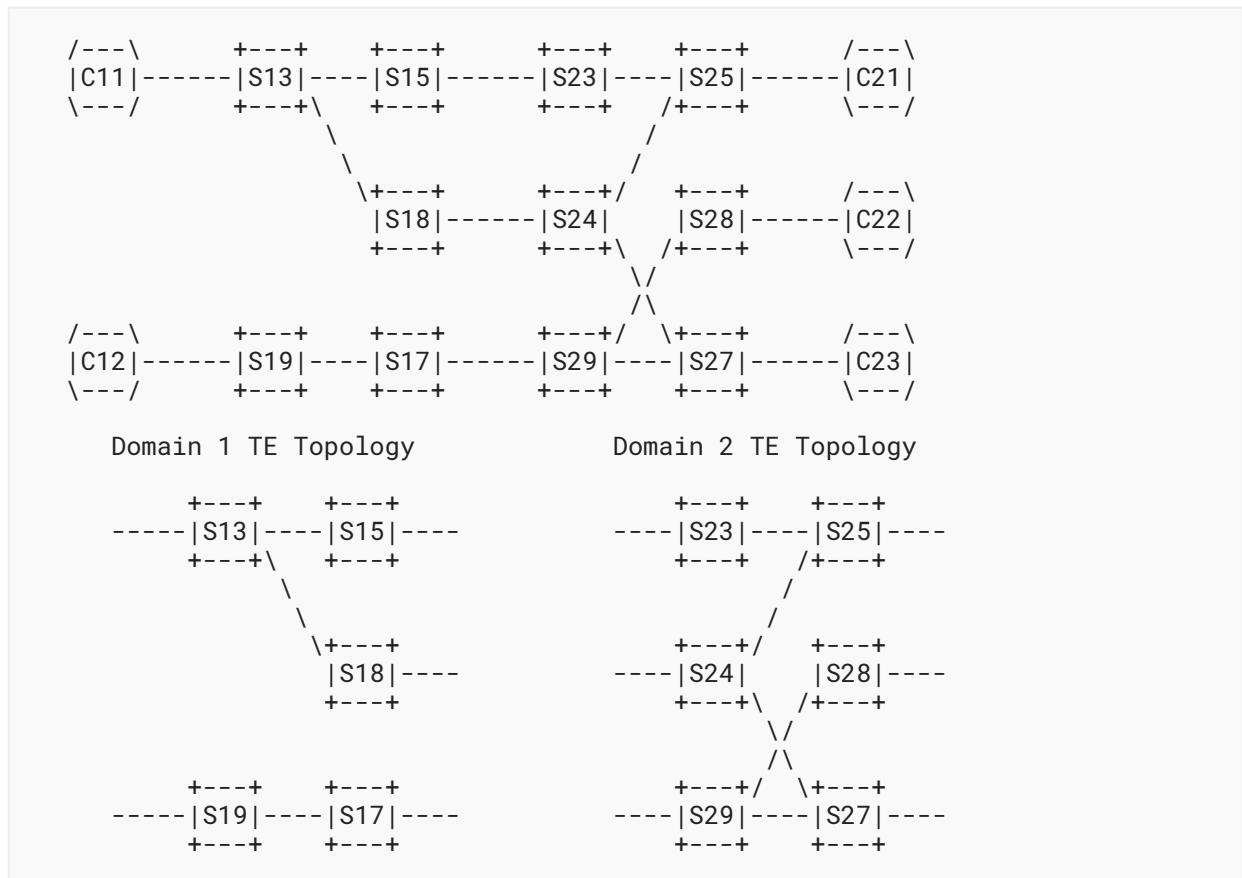 /---\      +---+    +---+      +---+    +---+      /---\
|C11|------|S13|----|S15|------|S23|----|S25|------|C21|
\---/      +---+\   +---+      +---+   /+---+      \---/
                 \                    /
                  \                  /
                   \+---+      +---+/   +---+      /---\
                    |S18|------|S24|    |S28|------|C22|
                    +---+      +---+\  /+---+      \---/
                                     \/
                                     /\
/---\      +---+    +---+      +---+/  \+---+      /---\
|C12|------|S19|----|S17|------|S29|----|S27|------|C23|
\---/      +---+    +---+      +---+    +---+      \---/
Domain 1 TE Topology              Domain 2 TE Topology
     +---+    +---+                    +---+    +---+
-----|S13|----|S15|----           ----|S23|----|S25|----
     +---+\   +---+                    +---+   /+---+
           \                                  /
            \                                /
             \+---+                    +---+/   +---+
              |S18|----           ----|S24|    |S28|----
              +---+                    +---+\  /+---+
                                            \/
                                            /\
     +---+    +---+                    +---+/  \+---+
-----|S19|----|S17|----           ----|S29|----|S27|----
     +---+    +---+                    +---+    +---+